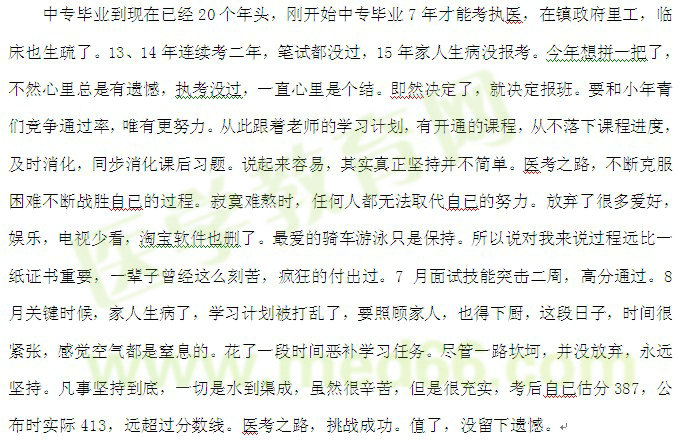 中专毕业到现在已经20个年头，刚开始中专毕业7年才能考执医，在镇政府里工，临
床也生疏了。13、14年连续考二年，笔试都没过，15年家人生病没报考。今年想拼一把了，
不然心里总是有遗憾，执考没过，一直心里是个结。即然决定了，就决定报班。要和小年青
们竞争通过率，唯有更努力。从此跟着老师的学习计划，有开通的课程，从不落下课程进度，
及时消化，同步消化课后习题。说起来容易，其实真正坚持并不简单。医考之路，不断克服
困难不断战胜自己的过程。寂寞难熬时，任何人都无法取代自己的努力。放弃了很多爱好，
娱乐，电视少看，淘宝软件也删了。最爱的骑车游泳只是保持。所以说对我来说过程远比一
纸证书重要，一辈子曾经这么刻苦，疯狂的付出过。7 月面试技能突击二周，高分通过。8
月关键时候，家人生病了，学习计划被打乱了，要照顾家人，也得下厨，这段日子，时间很
紧张，感觉空气都是窒息的。花了一段时间恶补学习任务。尽管一路坎坷，并没放弃，永远
坚持。凡事坚持到底，一切是水到渠成，虽然很辛苦，但是很充实，考后自己估分 387，公
布时实际 413，远超过分数线。医考之路，挑战成功。值了，没留下遗憾。
医学教育网
www.med66.com